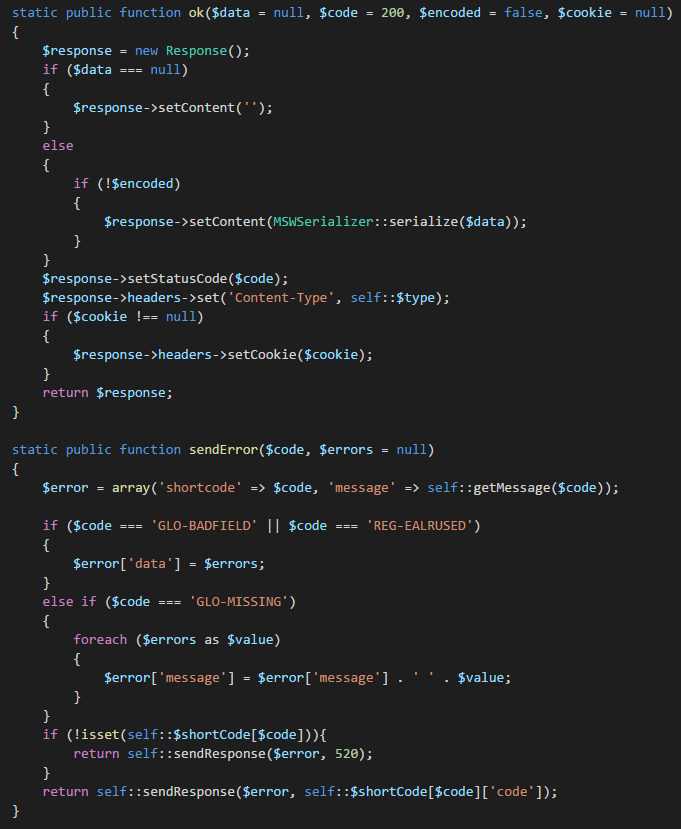 static public function ok($data = null, $code = 200, $encoded = false, $cookie = null)
{
    $response = new Response();
    if ($data === null)
    {
        $response->setContent('');
    }
    else
    {
        if (!$encoded)
        {
            $response->setContent(MSWSerializer::serialize($data));
        }
    }
    $response->setStatusCode($code);
    $response->headers->set('Content-Type', self::$type);
    if ($cookie !== null)
    {
        $response->headers->setCookie($cookie);
    }
    return $response;
}

static public function sendError($code, $errors = null)
{
    $error = array('shortcode' => $code, 'message' => self::getMessage($code));

    if ($code === 'GLO-BADFIELD' || $code === 'REG-EALRUSED')
    {
        $error['data'] = $errors;
    }
    else if ($code === 'GLO-MISSING')
    {
        foreach ($errors as $value)
        {
            $error['message'] = $error['message'] . ' ' . $value;
        }
    }
    if (!isset(self::$shortCode[$code])){
        return self::sendResponse($error, 520);
    }
    return self::sendResponse($error, self::$shortCode[$code]['code']);
}